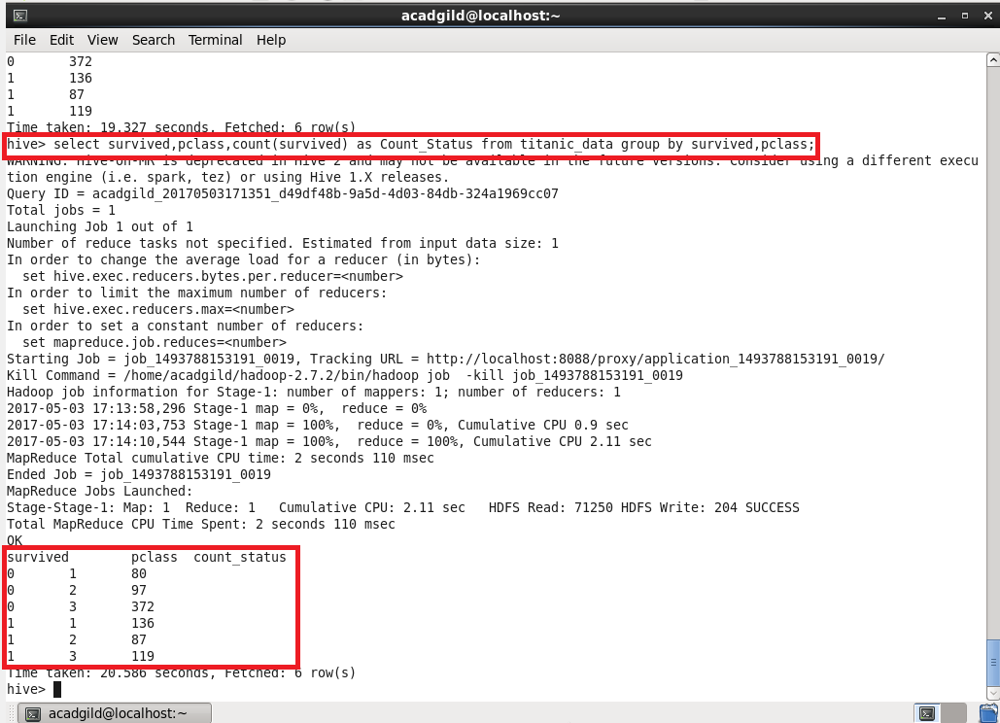 acadgild@localhost:~
File Edit View Search Terminal Help
0 372
1 136
1 87
1 119
Time taken: 19.327 seconds, Fetched: 6 row(s)
hive> select survived,pclass,count(survived) as Count_Status from titanic_data group by survived,pclass;
WARNING: Hive-on-MR is deprecated in Hive 2 and may not be available in the future versions. Consider using a different execu
tion engine (i.e. spark, tez) or using Hive 1.X releases.
Query ID = acadgild_20170503171351_d49df48b-9a5d-4d03-84db-324a1969cc07
Total jobs = 1
Launching Job 1 out of 1
Number of reduce tasks not specified. Estimated from input data size: 1
In order to change the average load for a reducer (in bytes):
  set hive.exec.reducers.bytes.per.reducer=<number>
In order to limit the maximum number of reducers:
  set hive.exec.reducers.max=<number>
In order to set a constant number of reducers:
  set mapreduce.job.reduces=<number>
Starting Job = job_1493788153191_0019, Tracking URL = http://localhost:8088/proxy/application_1493788153191_0019/
Kill Command = /home/acadgild/hadoop-2.7.2/bin/hadoop job  -kill job_1493788153191_0019
Hadoop job information for Stage-1: number of mappers: 1; number of reducers: 1
2017-05-03 17:13:58,296 Stage-1 map = 0%,  reduce = 0%
2017-05-03 17:14:03,753 Stage-1 map = 100%,  reduce = 0%, Cumulative CPU 0.9 sec
2017-05-03 17:14:10,544 Stage-1 map = 100%,  reduce = 100%, Cumulative CPU 2.11 sec
MapReduce Total cumulative CPU time: 2 seconds 110 msec
Ended Job = job_1493788153191_0019
MapReduce Jobs Launched:
Stage-Stage-1: Map: 1  Reduce: 1   Cumulative CPU: 2.11 sec   HDFS Read: 71250 HDFS Write: 204 SUCCESS
Total MapReduce CPU Time Spent: 2 seconds 110 msec
OK
survived pclass count_status
0 1 80
0 2 97
0 3 372
1 1 136
1 2 87
1 3 119
Time taken: 20.586 seconds, Fetched: 6 row(s)
hive>
acadgild@localhost:~